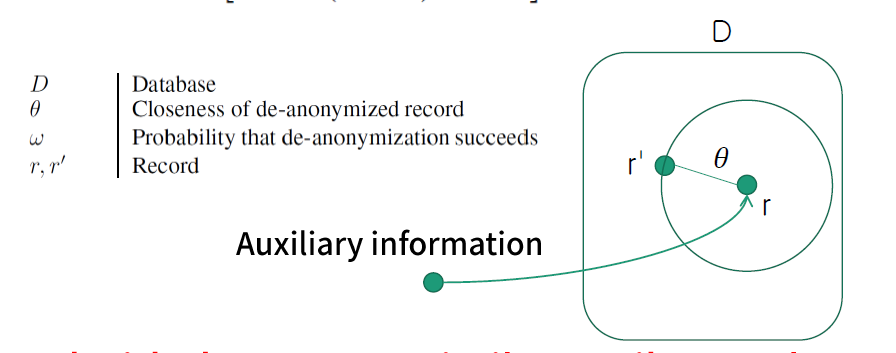 D
D Database
θ Closeness of de-anonymized record
ω Probability that de-anonymization succeeds
r, r′ Record
r'
θ
r
Auxiliary information